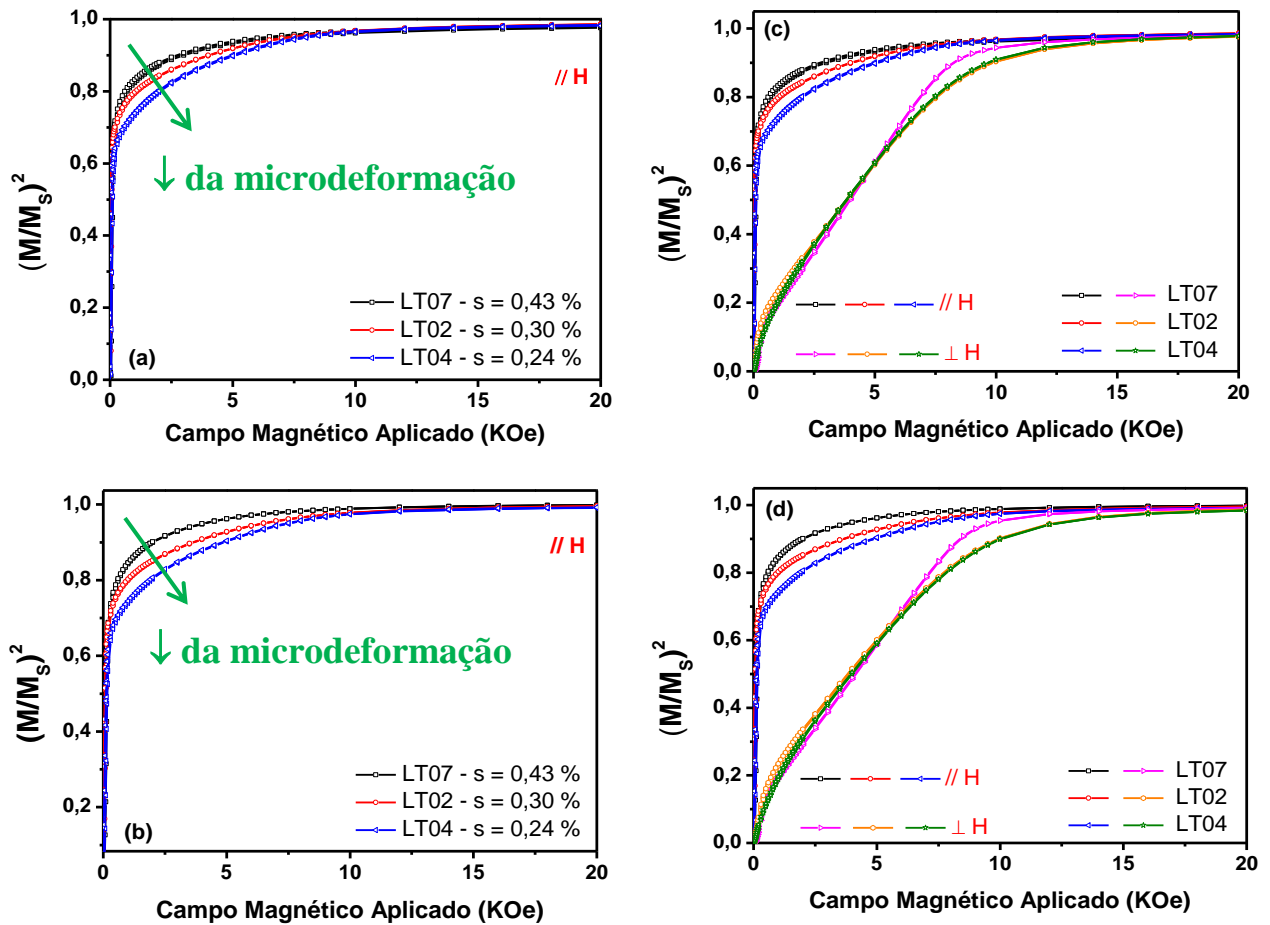 (a)
// H
↓ da microdeformação
LT07 - s = 0,43 %
LT02 - s = 0,30 %
LT04 - s = 0,24 %
(M/M_S)²
1,0
0,8
0,6
0,4
0,2
0,0
0 5 10 15 20
Campo Magnético Aplicado (KOe)
(c)
// H
⊥ H
LT07
LT02
LT04
(M/M_S)²
1,0
0,8
0,6
0,4
0,2
0,0
0 5 10 15 20
Campo Magnético Aplicado (KOe)
(b)
// H
↓ da microdeformação
LT07 - s = 0,43 %
LT02 - s = 0,30 %
LT04 - s = 0,24 %
(M/M_S)²
1,0
0,8
0,6
0,4
0,2
0 5 10 15 20
Campo Magnético Aplicado (KOe)
(d)
// H
⊥ H
LT07
LT02
LT04
(M/M_S)²
1,0
0,8
0,6
0,4
0,2
0,0
0 5 10 15 20
Campo Magnético Aplicado (KOe)